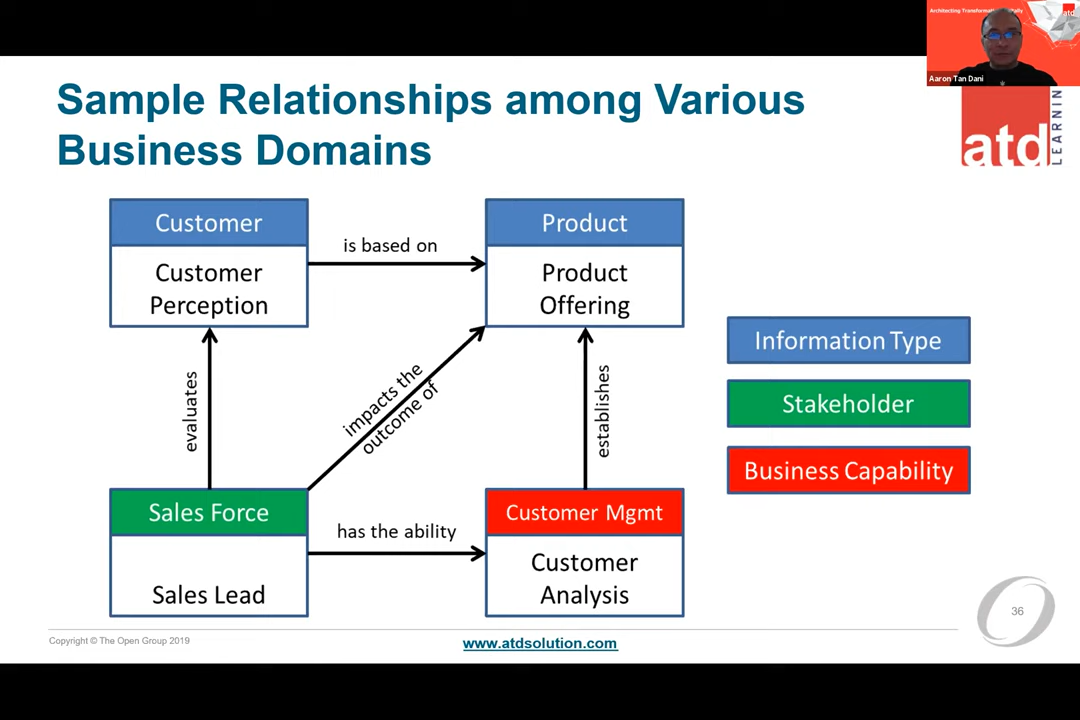 Architecting Transformation
Aaron Tan Dani
atd
LEARNIN
Sample Relationships among Various
Business Domains
Customer
Customer
Perception
is based on
Product
Product
Offering
evaluates
impacts the
outcome of
establishes
Sales Force
Sales Lead
has the ability
Customer Mgmt
Customer
Analysis
Information Type
Stakeholder
Business Capability
36
Copyright © The Open Group 2019
www.atdsolution.com